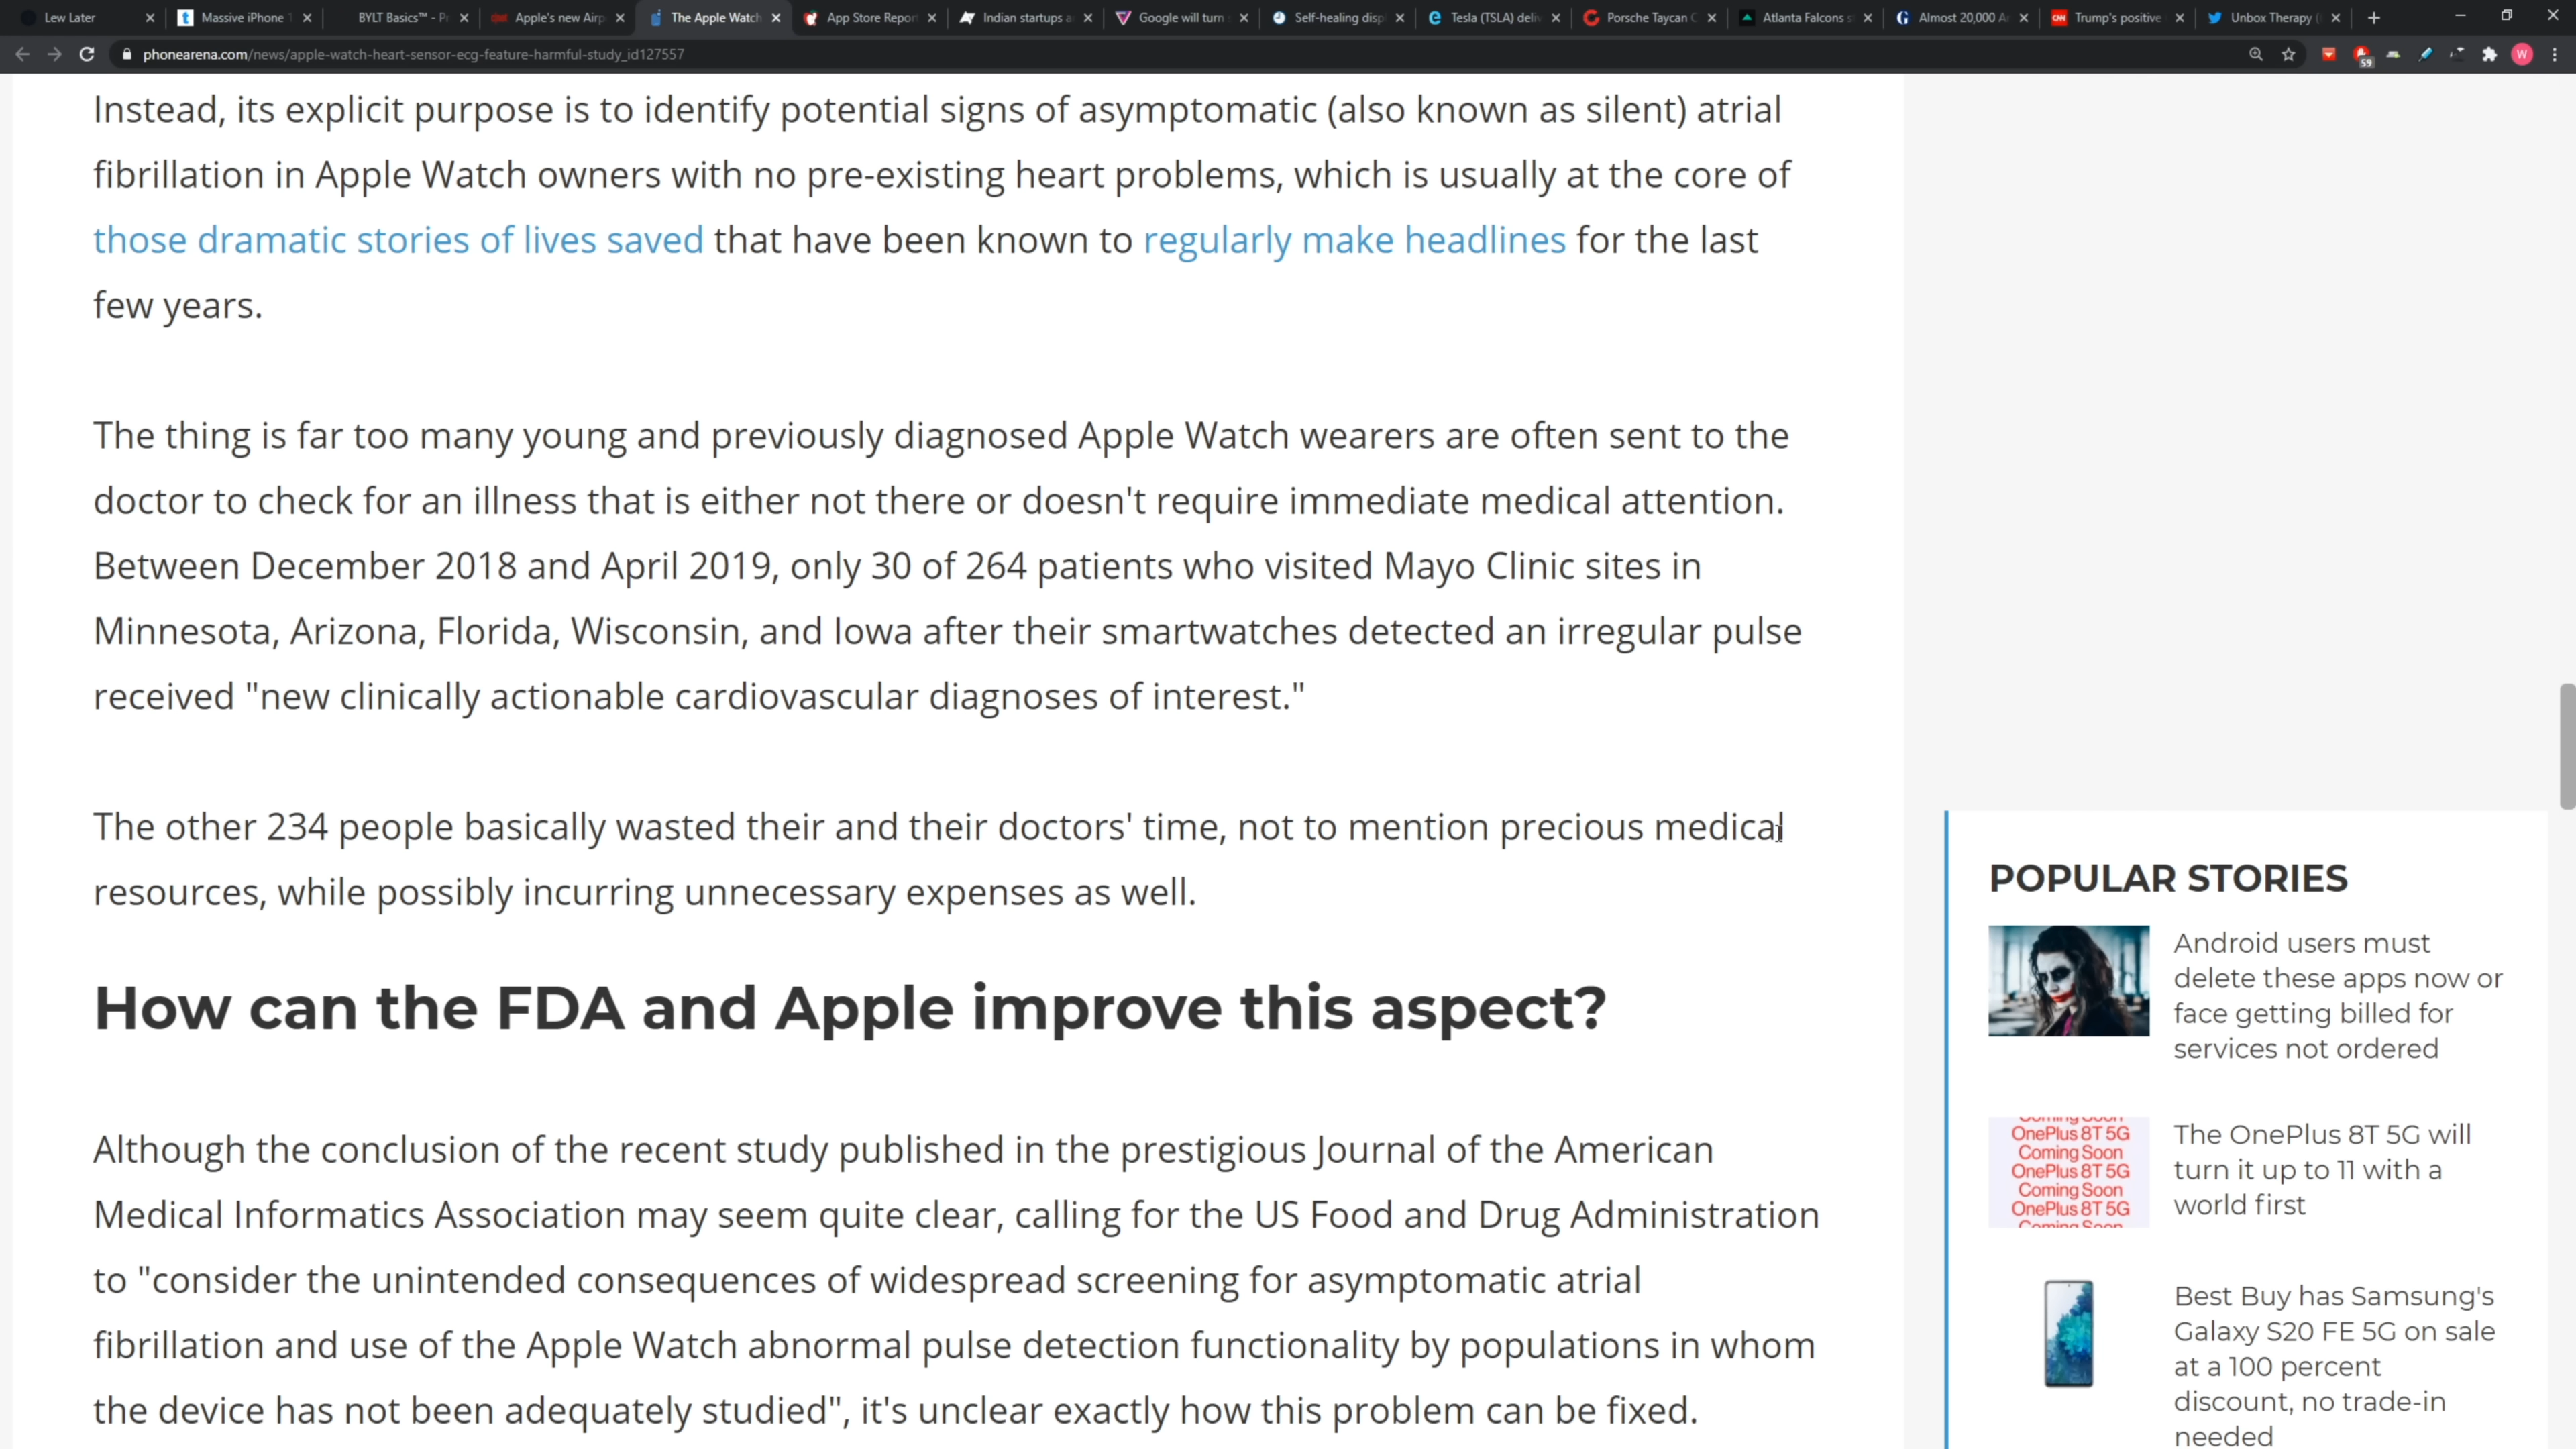 Lew Later
Massive iPhone 1
BYLT Basics™ - Pr
Apple's new Airp
The Apple Watch
App Store Report
Indian startups a
Google will turn
Self-healing disp
Tesla (TSLA) deliv
Porsche Taycan C
Atlanta Falcons s
Almost 20,000 A
Trump's positive
Unbox Therapy (
phonearena.com/news/apple-watch-heart-sensor-ecg-feature-harmful-study_id127557
59
W
Instead, its explicit purpose is to identify potential signs of asymptomatic (also known as silent) atrial
fibrillation in Apple Watch owners with no pre-existing heart problems, which is usually at the core of
those dramatic stories of lives saved that have been known to regularly make headlines for the last
few years.
The thing is far too many young and previously diagnosed Apple Watch wearers are often sent to the
doctor to check for an illness that is either not there or doesn't require immediate medical attention.
Between December 2018 and April 2019, only 30 of 264 patients who visited Mayo Clinic sites in
Minnesota, Arizona, Florida, Wisconsin, and Iowa after their smartwatches detected an irregular pulse
received "new clinically actionable cardiovascular diagnoses of interest."
The other 234 people basically wasted their and their doctors' time, not to mention precious medical
resources, while possibly incurring unnecessary expenses as well.
How can the FDA and Apple improve this aspect?
Although the conclusion of the recent study published in the prestigious Journal of the American
Medical Informatics Association may seem quite clear, calling for the US Food and Drug Administration
to "consider the unintended consequences of widespread screening for asymptomatic atrial
fibrillation and use of the Apple Watch abnormal pulse detection functionality by populations in whom
the device has not been adequately studied", it's unclear exactly how this problem can be fixed.
POPULAR STORIES
Android users must
delete these apps now or
face getting billed for
services not ordered
Coming Soon
OnePlus 8T 5G
Coming Soon
OnePlus 8T 5G
Coming Soon
OnePlus 8T 5G
Coming Soon
The OnePlus 8T 5G will
turn it up to 11 with a
world first
Best Buy has Samsung's
Galaxy S20 FE 5G on sale
at a 100 percent
discount, no trade-in
needed